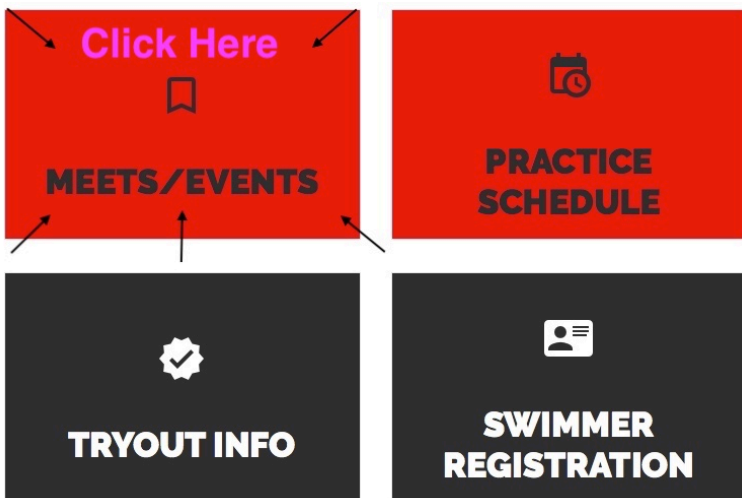 Click Here
MEETS/EVENTS
PRACTICE
SCHEDULE
TRYOUT INFO
SWIMMER
REGISTRATION